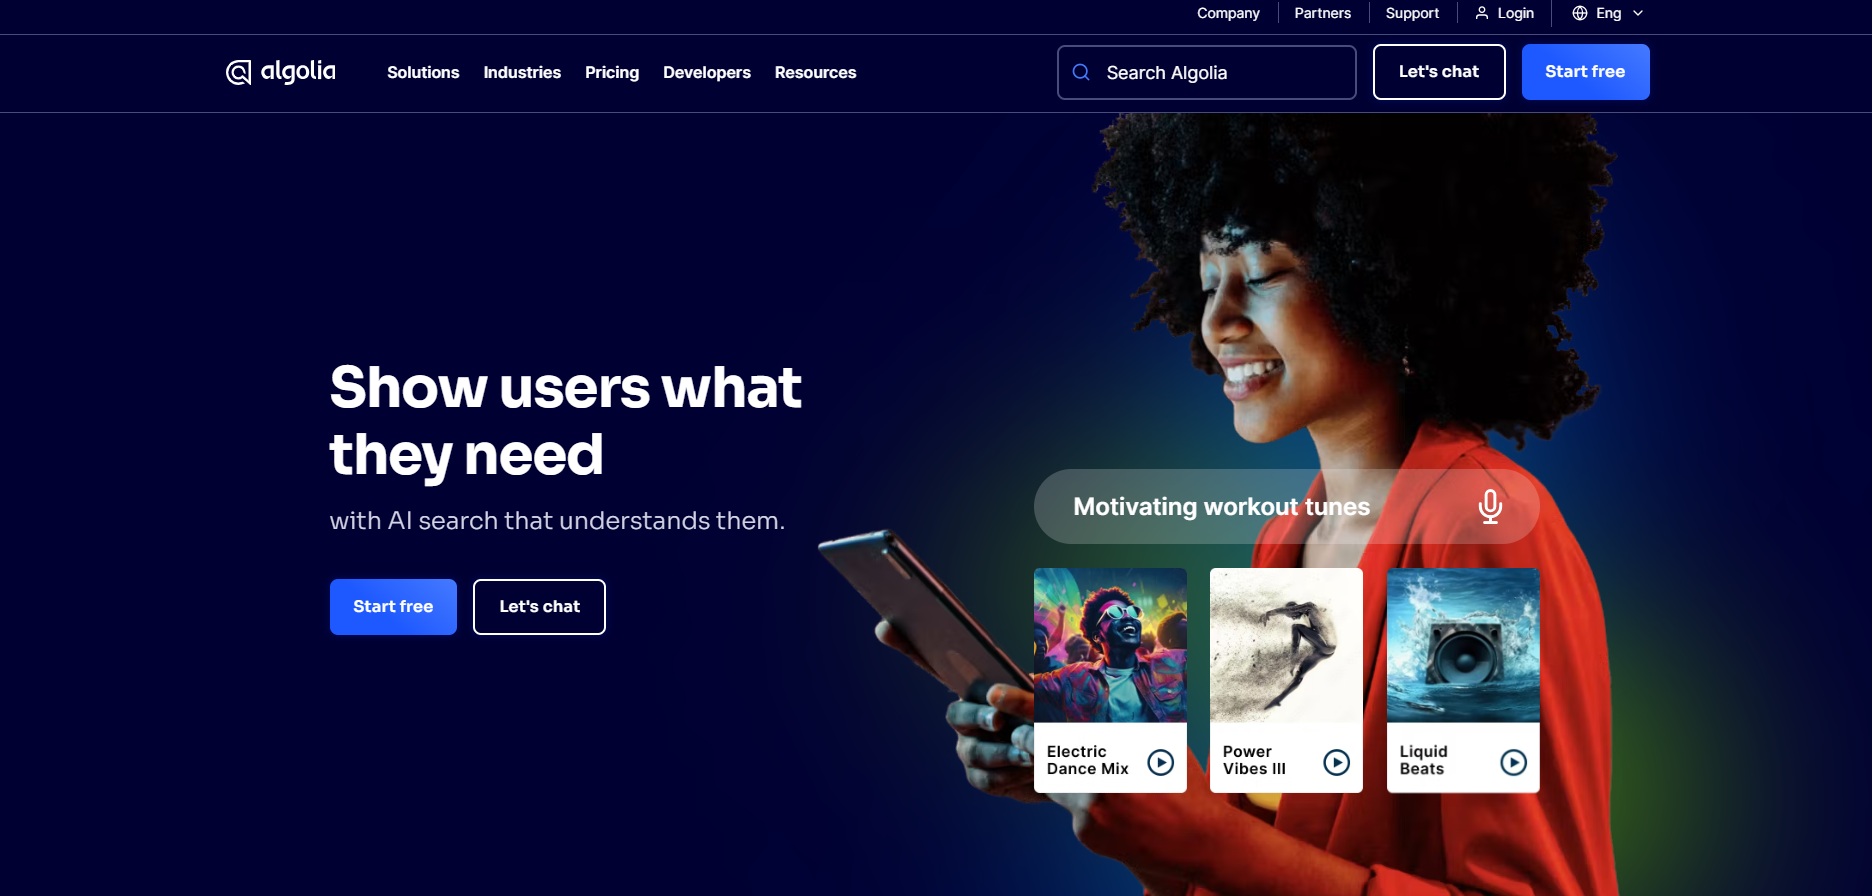 Company
Partners
Support
Login
Eng
algolia
Solutions
Industries
Pricing
Developers
Resources
Search Algolia
Let's chat
Start free
Show users what
they need
with AI search that understands them.
Start free
Let's chat
Motivating workout tunes
Electric
Dance Mix
Power
Vibes III
Liquid
Beats